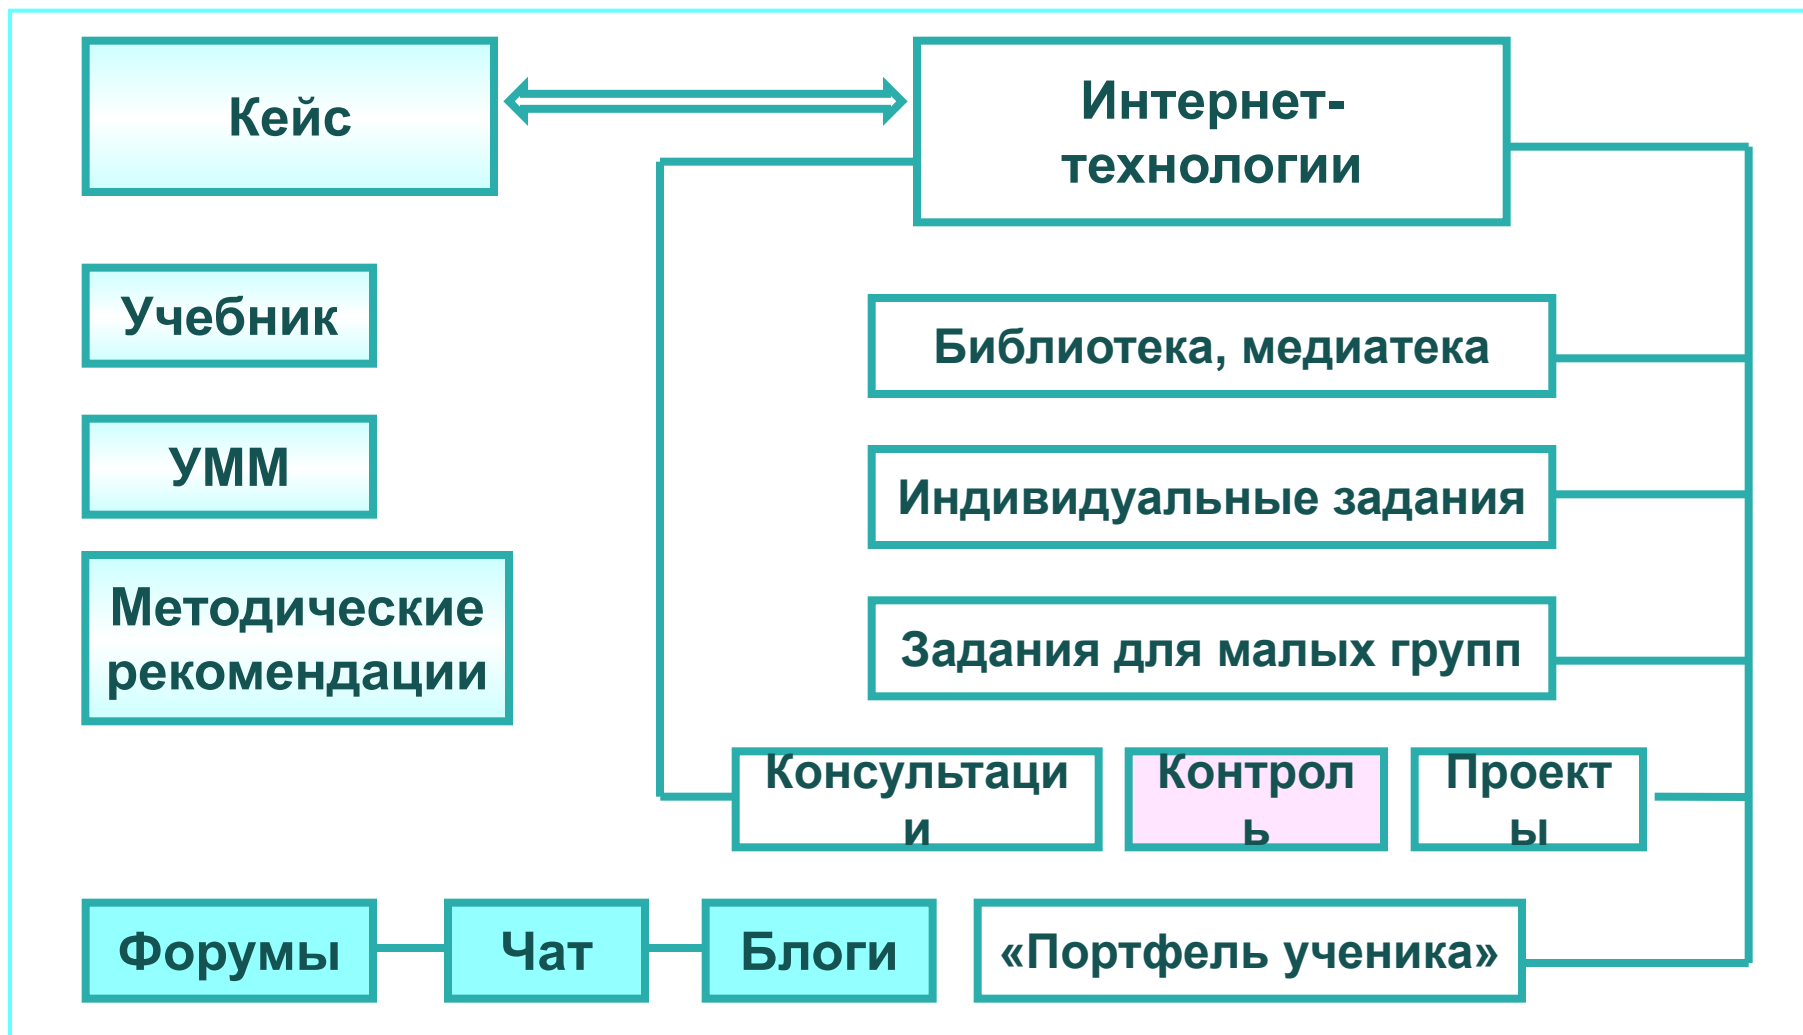 Кейс
Интернет-
технологии
Учебник
Библиотека, медиатека
УММ
Индивидуальные задания
Методические
рекомендации
Задания для малых групп
Консультаци
и
Контрол
ь
Проект
ы
Форумы
Чат
Блоги
«Портфель ученика»